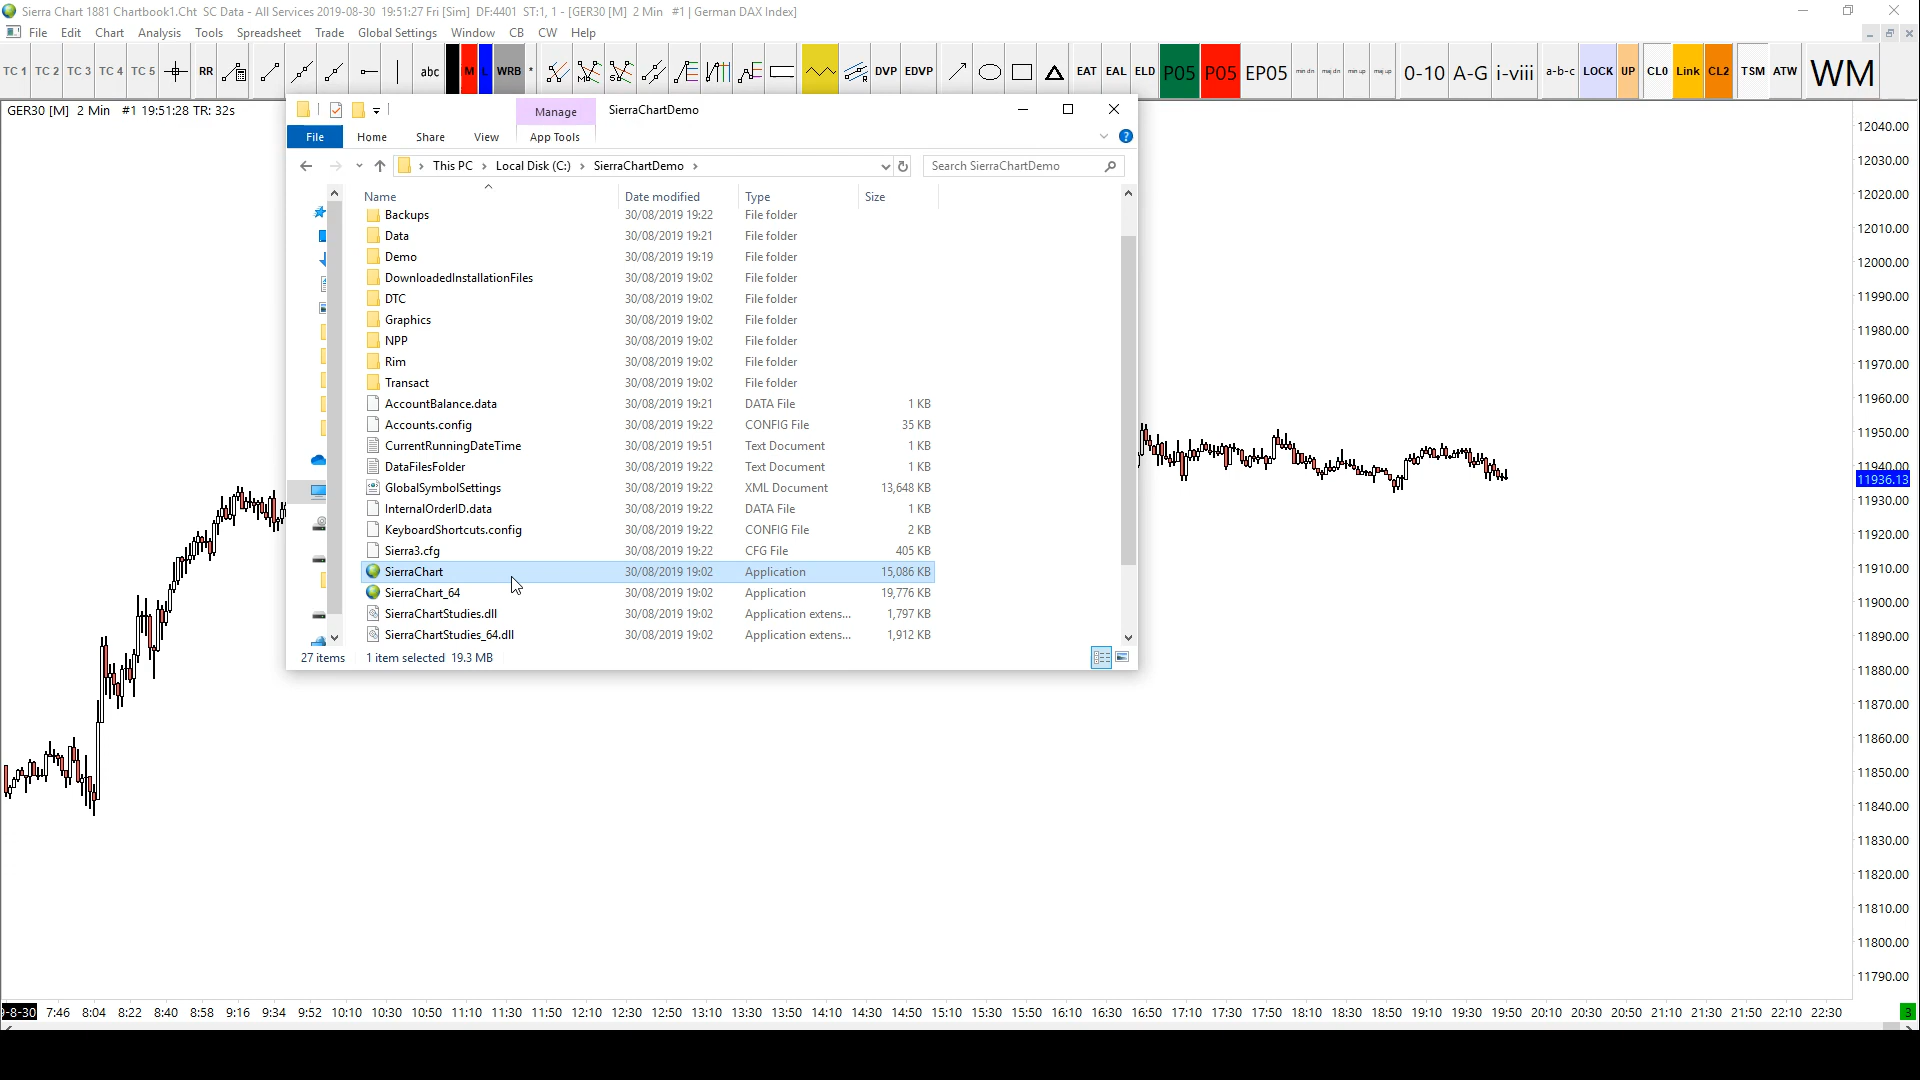 Sierra Chart 1881 Chartbook1.Cht  SC Data - All Services 2019-08-30  19:51:27 Fri [Sim]  DF:4401  ST:1, 1 - [GER30 [M]  2 Min   #1 | German DAX Index]
File Edit Chart Analysis Tools Spreadsheet Trade Global Settings Window CB CW Help
TC 1 TC 2 TC 3 TC 4 TC 5 RR abc M L WRB * DVP EDVP EAT EAL ELD P05 P05 EP05 min dn maj dn min up maj up 0-10 A-G i-viii a-b-c LOCK UP CL0 Link CL2 TSM ATW WM
GER30 [M]  2 Min   #1 19:51:28 TR: 32s
Manage SierraChartDemo
File Home Share View App Tools
This PC > Local Disk (C:) > SierraChartDemo > Search SierraChartDemo
Name Date modified Type Size
Backups 30/08/2019 19:22 File folder
Data 30/08/2019 19:21 File folder
Demo 30/08/2019 19:19 File folder
DownloadedInstallationFiles 30/08/2019 19:02 File folder
DTC 30/08/2019 19:02 File folder
Graphics 30/08/2019 19:02 File folder
NPP 30/08/2019 19:02 File folder
Rim 30/08/2019 19:02 File folder
Transact 30/08/2019 19:02 File folder
AccountBalance.data 30/08/2019 19:21 DATA File 1 KB
Accounts.config 30/08/2019 19:22 CONFIG File 35 KB
CurrentRunningDateTime 30/08/2019 19:51 Text Document 1 KB
DataFilesFolder 30/08/2019 19:22 Text Document 1 KB
GlobalSymbolSettings 30/08/2019 19:22 XML Document 13,648 KB
InternalOrderID.data 30/08/2019 19:22 DATA File 1 KB
KeyboardShortcuts.config 30/08/2019 19:22 CONFIG File 2 KB
Sierra3.cfg 30/08/2019 19:22 CFG File 405 KB
SierraChart 30/08/2019 19:02 Application 15,086 KB
SierraChart_64 30/08/2019 19:02 Application 19,776 KB
SierraChartStudies.dll 30/08/2019 19:02 Application extens... 1,797 KB
SierraChartStudies_64.dll 30/08/2019 19:02 Application extens... 1,912 KB
27 items 1 item selected 19.3 MB
12040.00
12030.00
12020.00
12010.00
12000.00
11990.00
11980.00
11970.00
11960.00
11950.00
11940.00
11936.13
11930.00
11920.00
11910.00
11900.00
11890.00
11880.00
11870.00
11860.00
11850.00
11840.00
11830.00
11820.00
11810.00
11800.00
11790.00
9-8-30 7:46 8:04 8:22 8:40 8:58 9:16 9:34 9:52 10:10 10:30 10:50 11:10 11:30 11:50 12:10 12:30 12:50 13:10 13:30 13:50 14:10 14:30 14:50 15:10 15:30 15:50 16:10 16:30 16:50 17:10 17:30 17:50 18:10 18:30 18:50 19:10 19:30 19:50 20:10 20:30 20:50 21:10 21:30 21:50 22:10 22:30 3